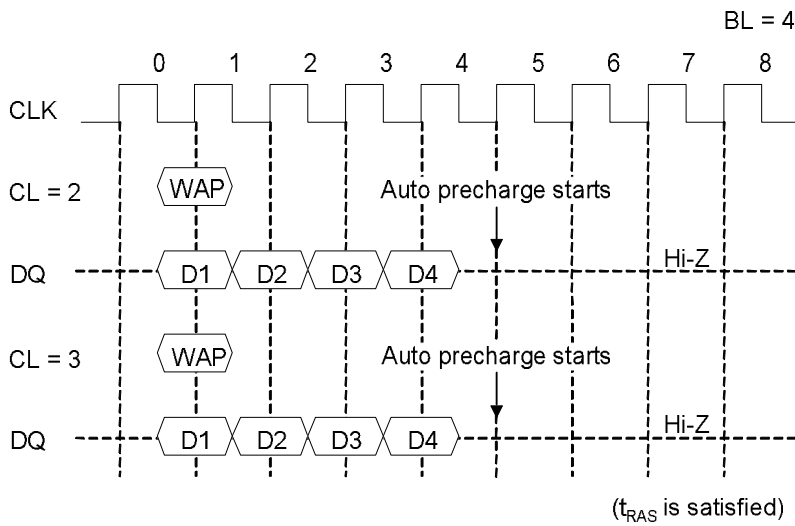 BL = 4
0 1 2 3 4 5 6 7 8
CLK
CL = 2 WAP Auto precharge starts
DQ D1 D2 D3 D4 Hi-Z
CL = 3 WAP Auto precharge starts
DQ D1 D2 D3 D4 Hi-Z
(tRAS is satisfied)